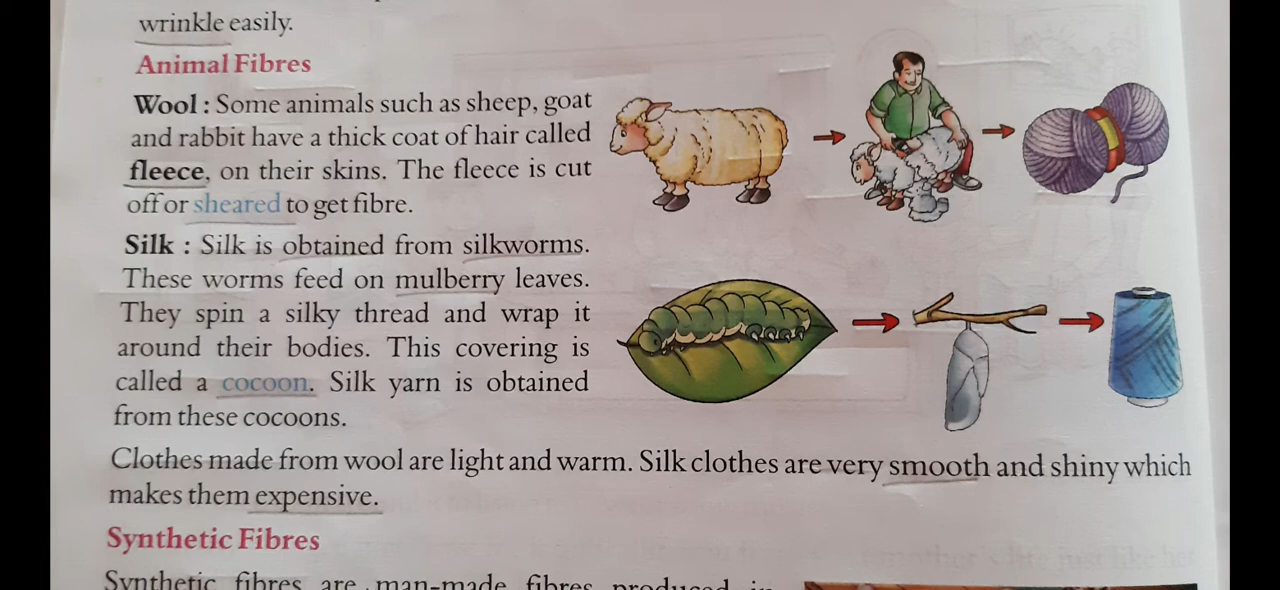 wrinkle easily.
Animal Fibres
Wool : Some animals such as sheep, goat
and rabbit have a thick coat of hair called
fleece, on their skins. The fleece is cut
off or sheared to get fibre.
Silk : Silk is obtained from silkworms.
These worms feed on mulberry leaves.
They spin a silky thread and wrap it
around their bodies. This covering is
called a cocoon. Silk yarn is obtained
from these cocoons.
Clothes made from wool are light and warm. Silk clothes are very smooth and shiny which
makes them expensive.
Synthetic Fibres
Synthetic fibres are man-made fibres produced in